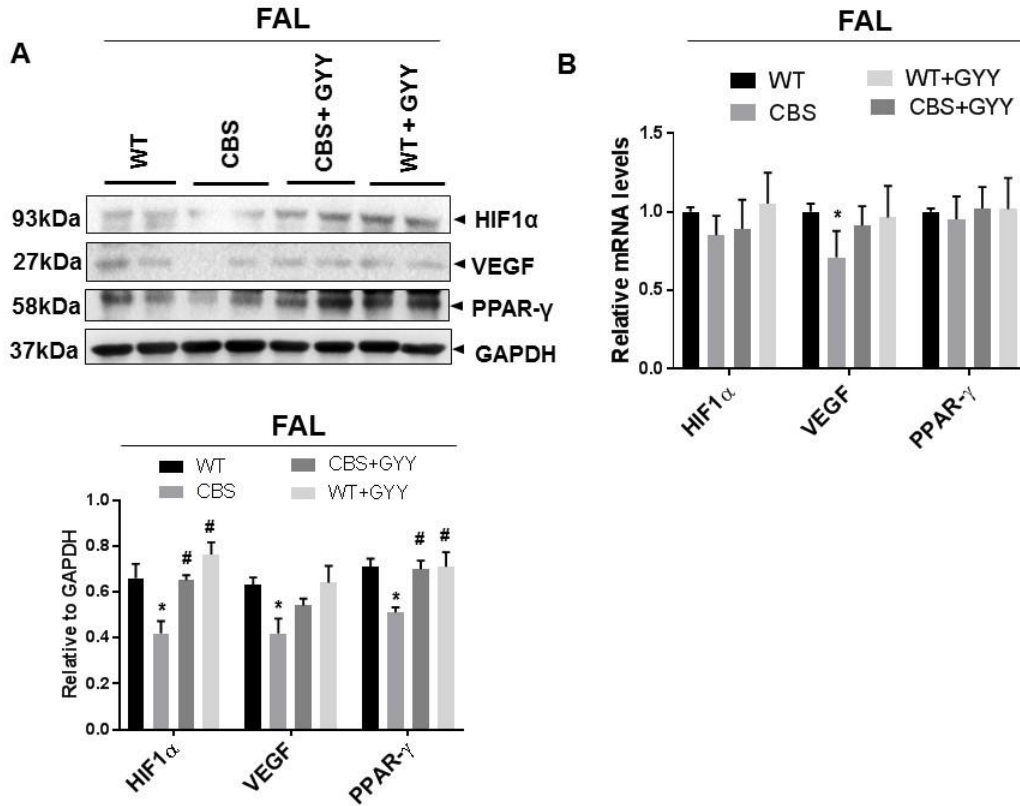 FAL
A
WT
CBS
CBS+ GYY
WT + GYY
93kDa
HIF1α
27kDa
VEGF
58kDa
PPAR-γ
37kDa
GAPDH
FAL
WT
CBS+GYY
CBS
WT+GYY
Relative to GAPDH
1.0
0.8
0.6
0.4
0.2
0.0
*
#
#
*
*
#
#
HIF1α
VEGF
PPAR-γ
FAL
B
WT
WT+GYY
CBS
CBS+GYY
Relative mRNA levels
1.5
1.0
0.5
0.0
*
HIF1α
VEGF
PPAR-γ